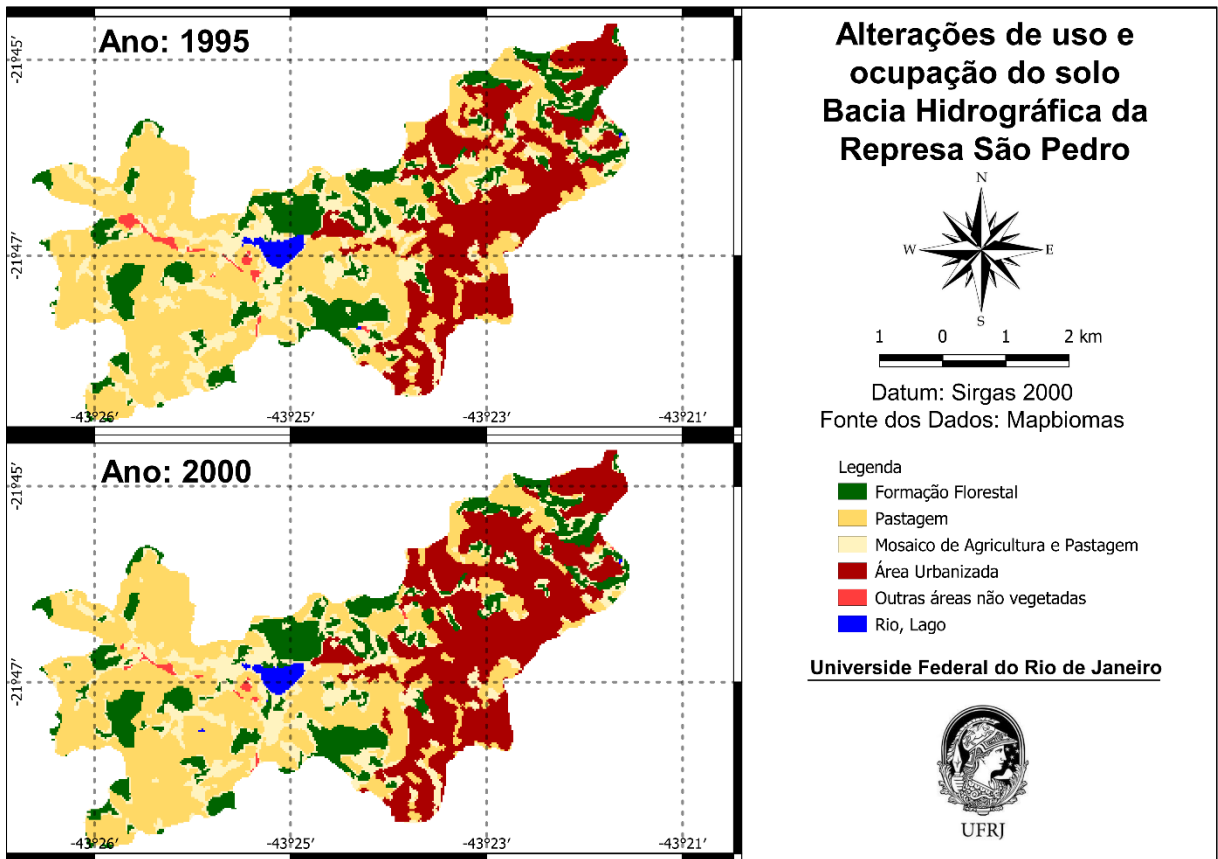 Ano: 1995
-21°45'
-21°47'
-43°26'
-43°25'
-43°23'
-43°21'
Ano: 2000
-21°45'
-21°47'
-43°26'
-43°25'
-43°23'
-43°21'
Alterações de uso e
ocupação do solo
Bacia Hidrográfica da
Represa São Pedro
N
W
E
S
1 0 1 2 km
Datum: Sirgas 2000
Fonte dos Dados: Mapbiomas
Legenda
Formação Florestal
Pastagem
Mosaico de Agricultura e Pastagem
Área Urbanizada
Outras áreas não vegetadas
Rio, Lago
Universide Federal do Rio de Janeiro
UFRJ